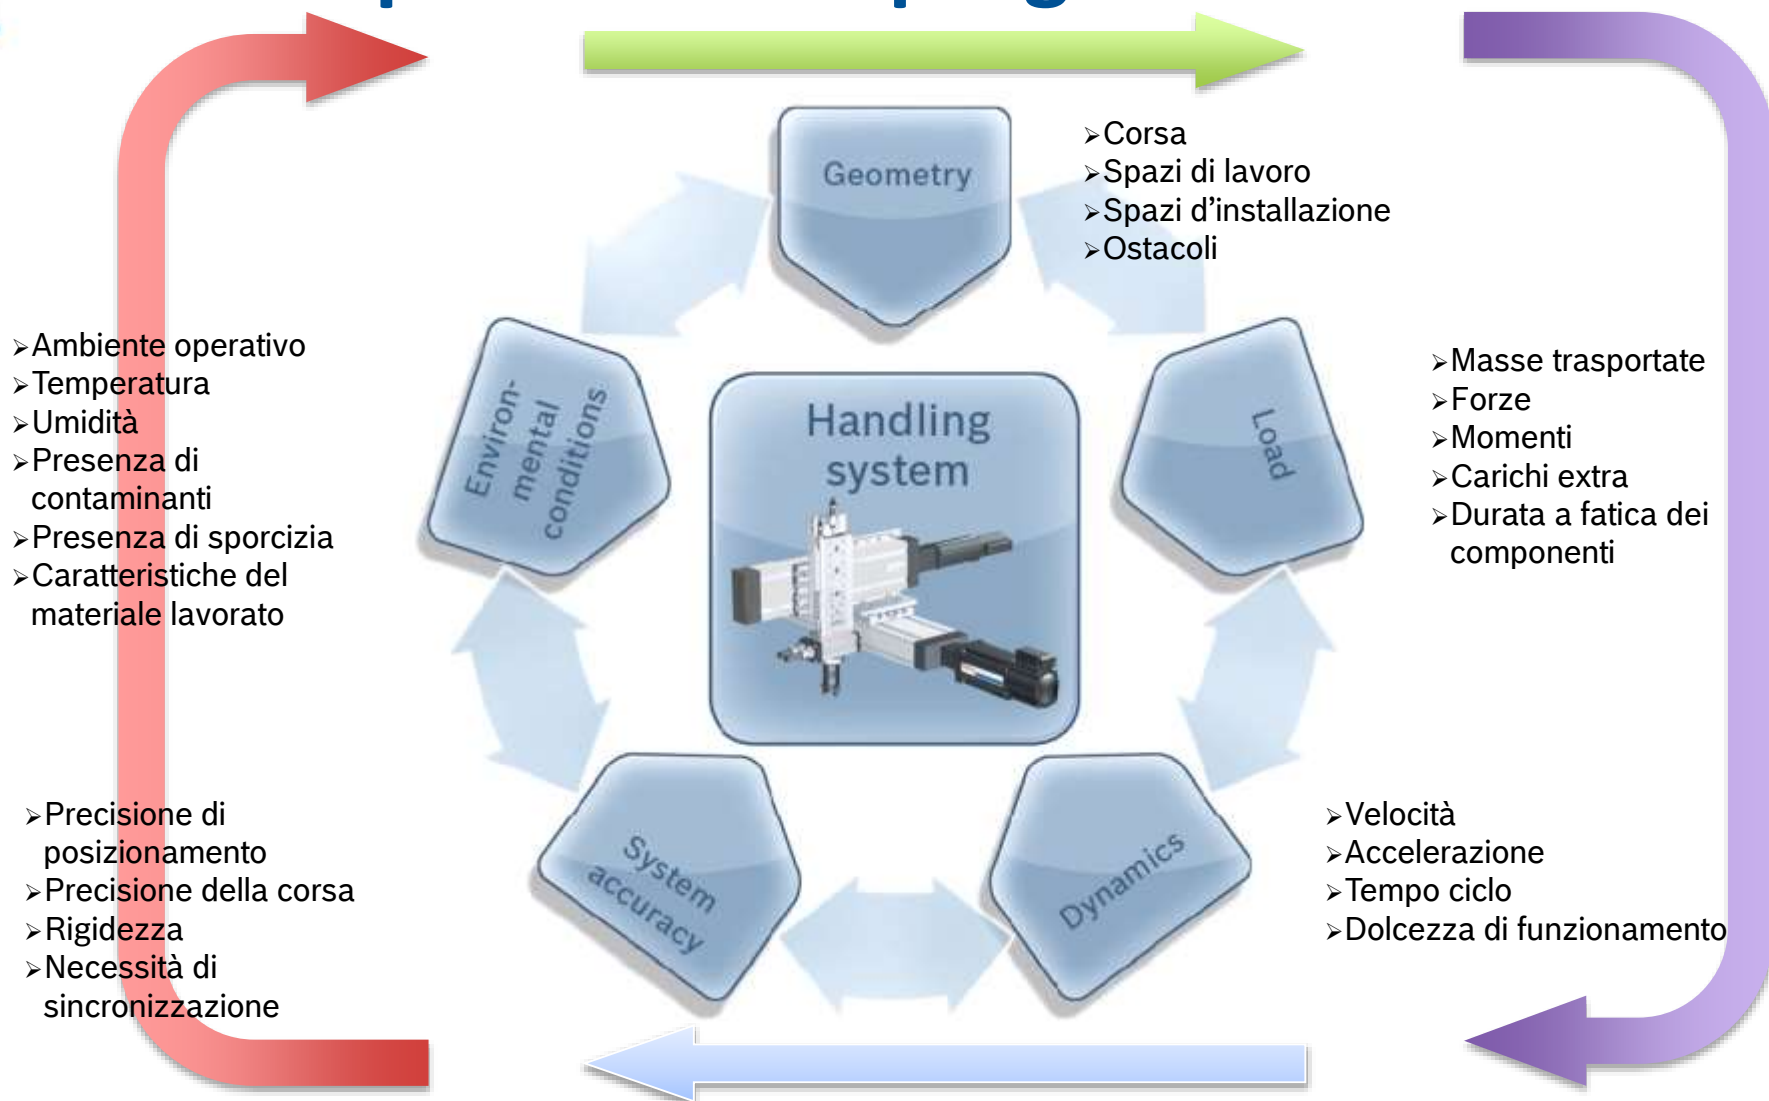 Geometry
➢Corsa
➢Spazi di lavoro
➢Spazi d’installazione
➢Ostacoli
➢Ambiente operativo
➢Temperatura
➢Umidità
➢Presenza di
contaminanti
➢Presenza di sporcizia
➢Caratteristiche del
materiale lavorato
Environ-
mental
conditions
Handling
system
Load
➢Masse trasportate
➢Forze
➢Momenti
➢Carichi extra
➢Durata a fatica dei
componenti
➢Precisione di
posizionamento
➢Precisione della corsa
➢Rigidezza
➢Necessità di
sincronizzazione
System
accuracy
Dynamics
➢Velocità
➢Accelerazione
➢Tempo ciclo
➢Dolcezza di funzionamento